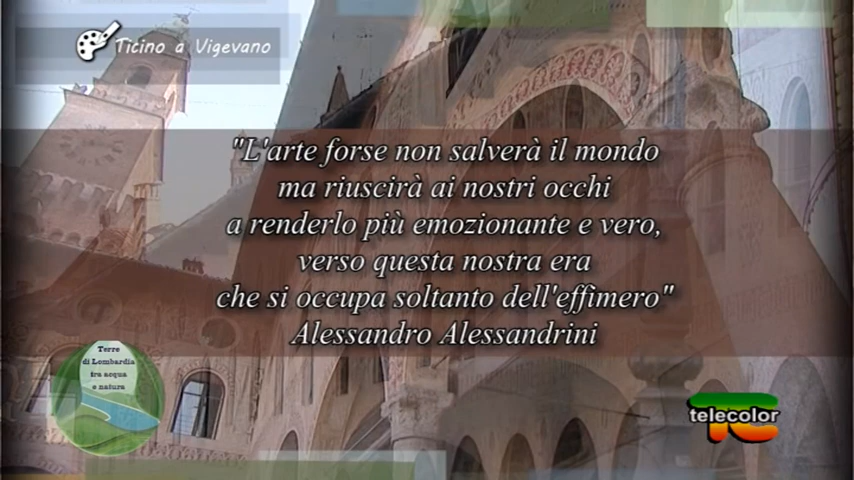 Ticino a Vigevano
"L'arte forse non salverà il mondo
ma riuscirà ai nostri occhi
a renderlo più emozionante e vero,
verso questa nostra era
che si occupa soltanto dell'effimero"
Alessandro Alessandrini
Terre
di Lombardia
fra acqua
e natura
telecolor